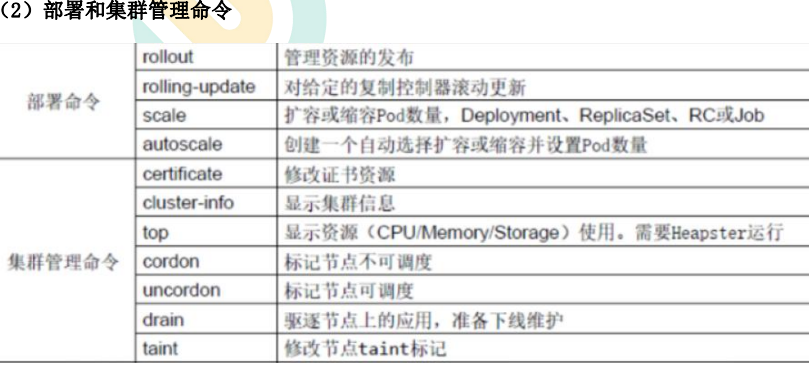 (2) 部署和集群管理命令
部署命令
rollout 管理资源的发布
rolling-update 对给定的复制控制器滚动更新
scale 扩容或缩容Pod数量，Deployment、ReplicaSet、RC或Job
autoscale 创建一个自动选择扩容或缩容并设置Pod数量
集群管理命令
certificate 修改证书资源
cluster-info 显示集群信息
top 显示资源（CPU/Memory/Storage）使用。需要Heapster运行
cordon 标记节点不可调度
uncordon 标记节点可调度
drain 驱逐节点上的应用，准备下线维护
taint 修改节点taint标记